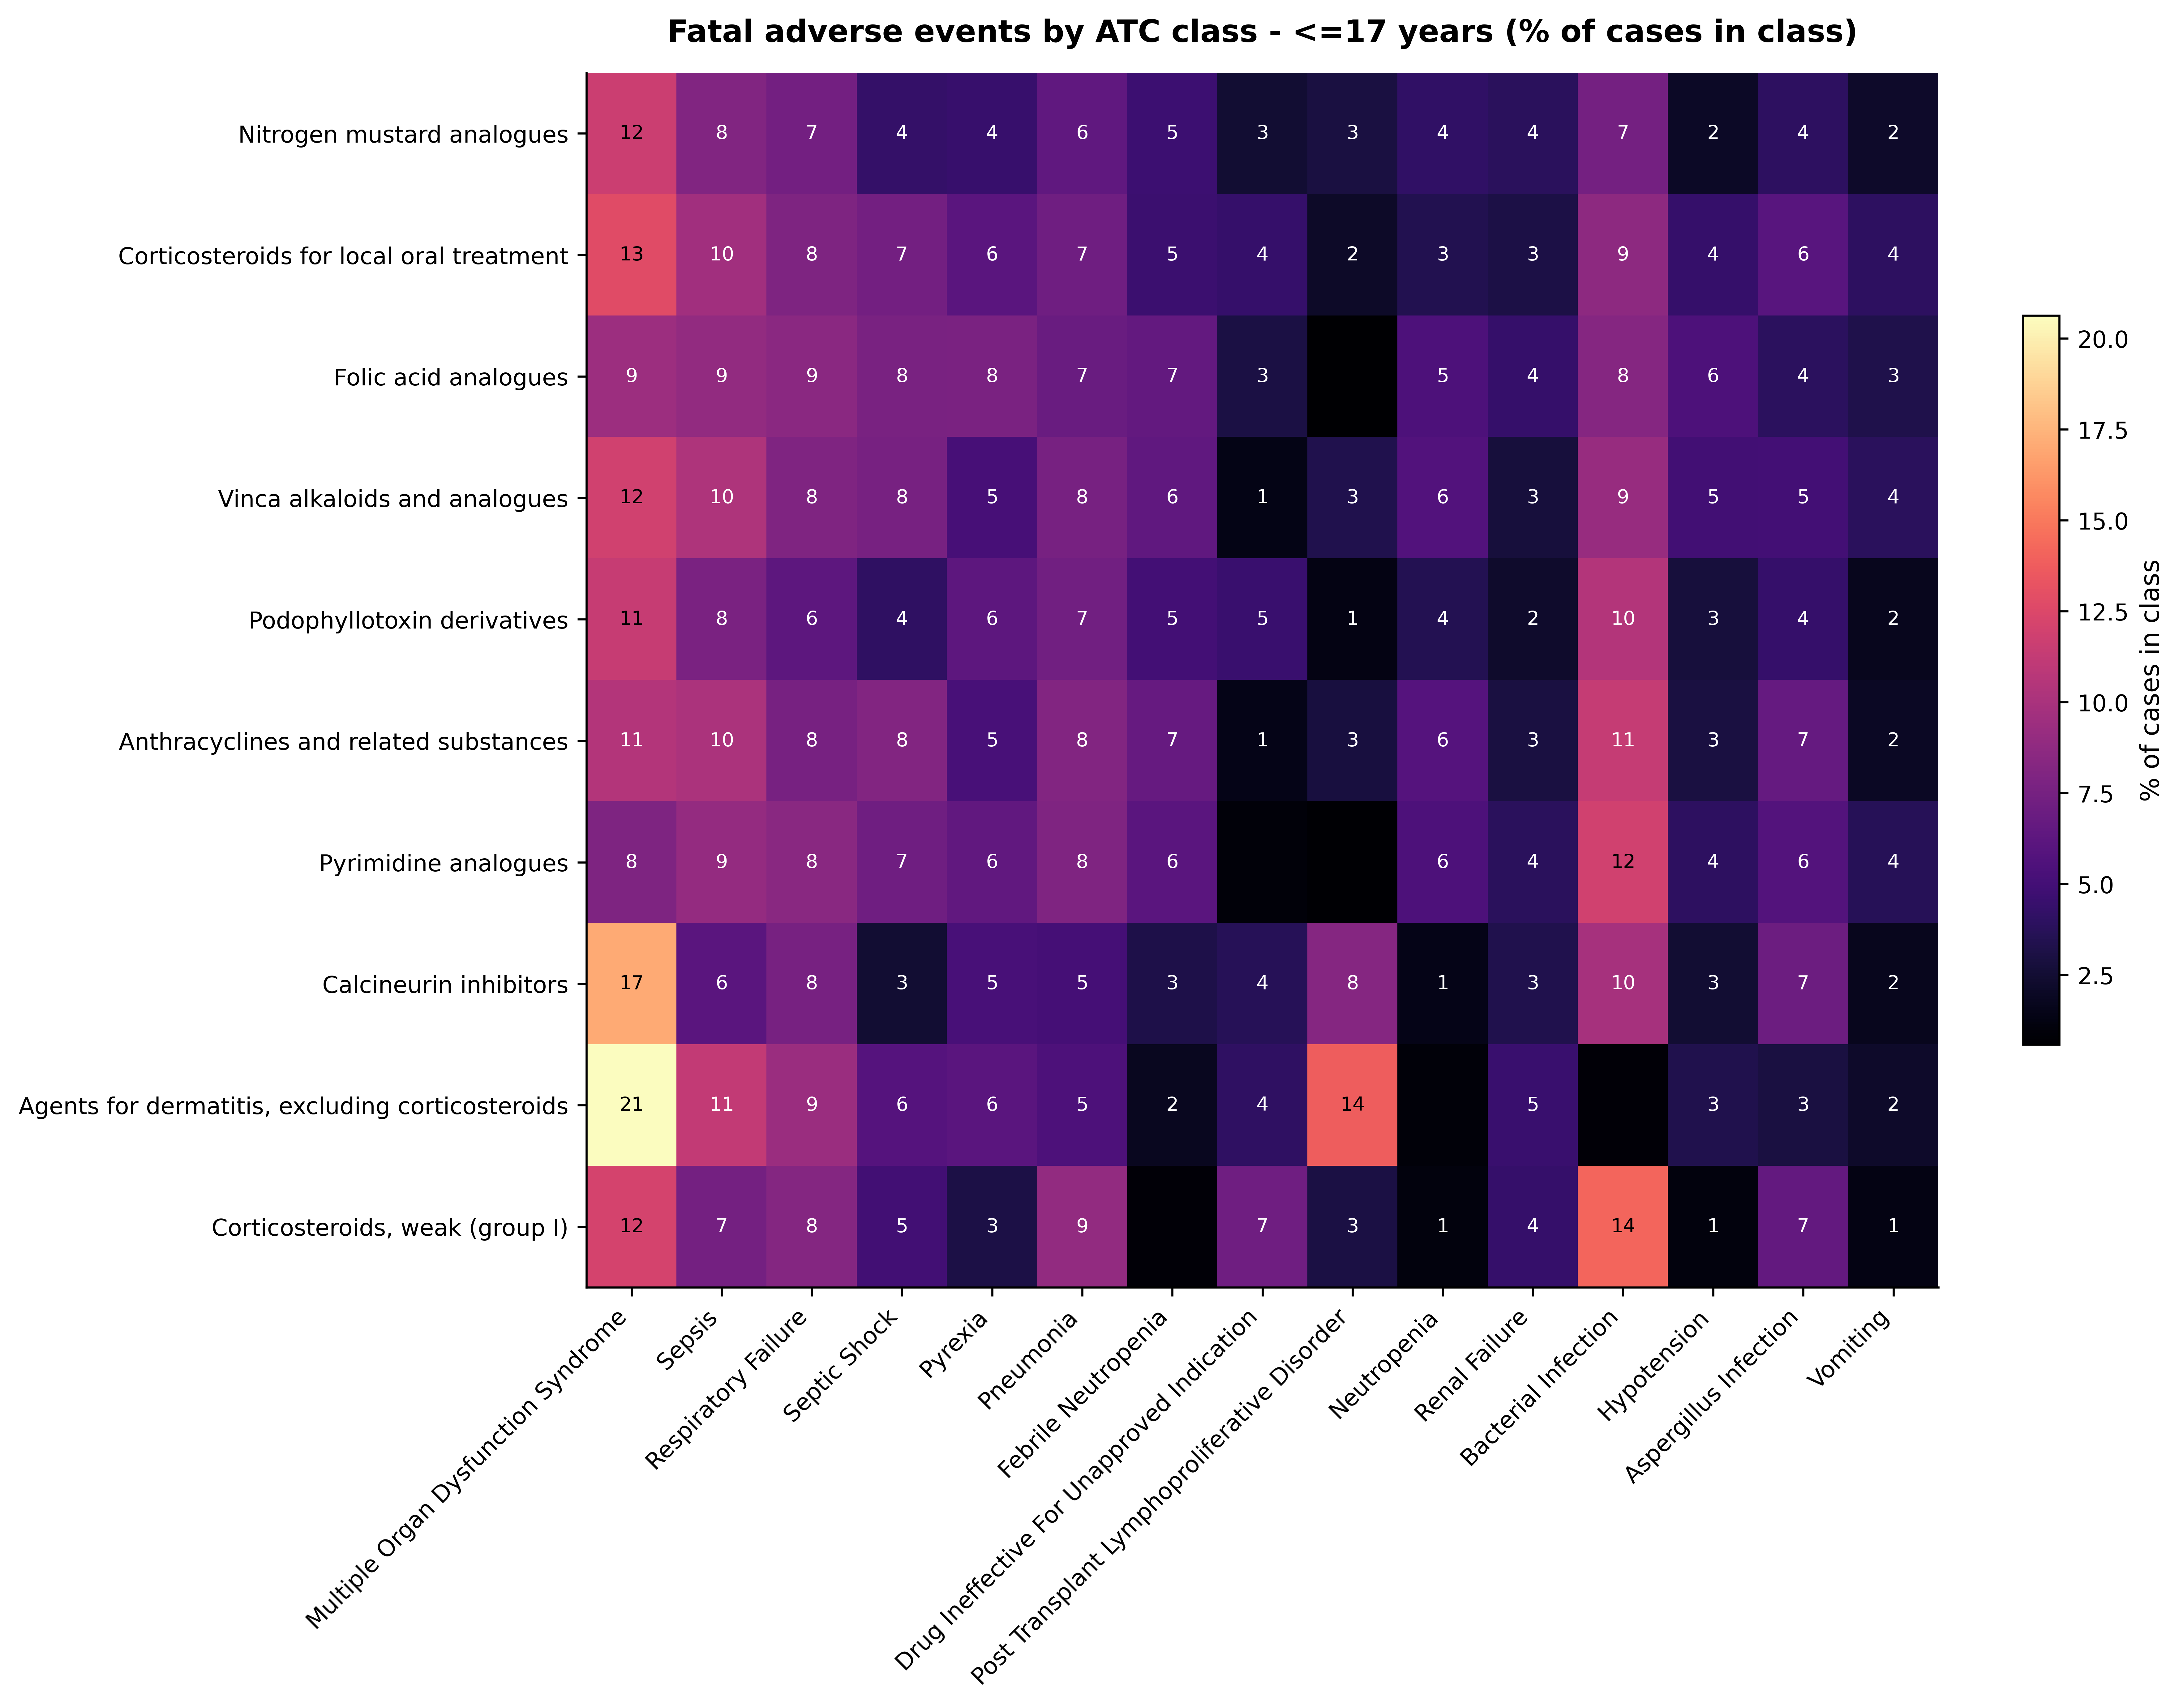 Fatal adverse events by ATC class - <=17 years (% of cases in class)
Nitrogen mustard analogues 12 8 7 4 4 6 5 3 3 4 4 7 2 4 2
Corticosteroids for local oral treatment 13 10 8 7 6 7 5 4 2 3 3 9 4 6 4
Folic acid analogues 9 9 9 8 8 7 7 3 5 4 8 6 4 3
Vinca alkaloids and analogues 12 10 8 8 5 8 6 1 3 6 3 9 5 5 4
Podophyllotoxin derivatives 11 8 6 4 6 7 5 5 1 4 2 10 3 4 2
Anthracyclines and related substances 11 10 8 8 5 8 7 1 3 6 3 11 3 7 2
Pyrimidine analogues 8 9 8 7 6 8 6 6 4 12 4 6 4
Calcineurin inhibitors 17 6 8 3 5 5 3 4 8 1 3 10 3 7 2
Agents for dermatitis, excluding corticosteroids 21 11 9 6 6 5 2 4 14 5 3 3 2
Corticosteroids, weak (group I) 12 7 8 5 3 9 7 3 1 4 14 1 7 1
Multiple Organ Dysfunction Syndrome
Sepsis
Respiratory Failure
Septic Shock
Pyrexia
Pneumonia
Febrile Neutropenia
Drug Ineffective For Unapproved Indication
Post Transplant Lymphoproliferative Disorder
Neutropenia
Renal Failure
Bacterial Infection
Hypotension
Aspergillus Infection
Vomiting
20.0
17.5
15.0
12.5
10.0
7.5
5.0
2.5
% of cases in class